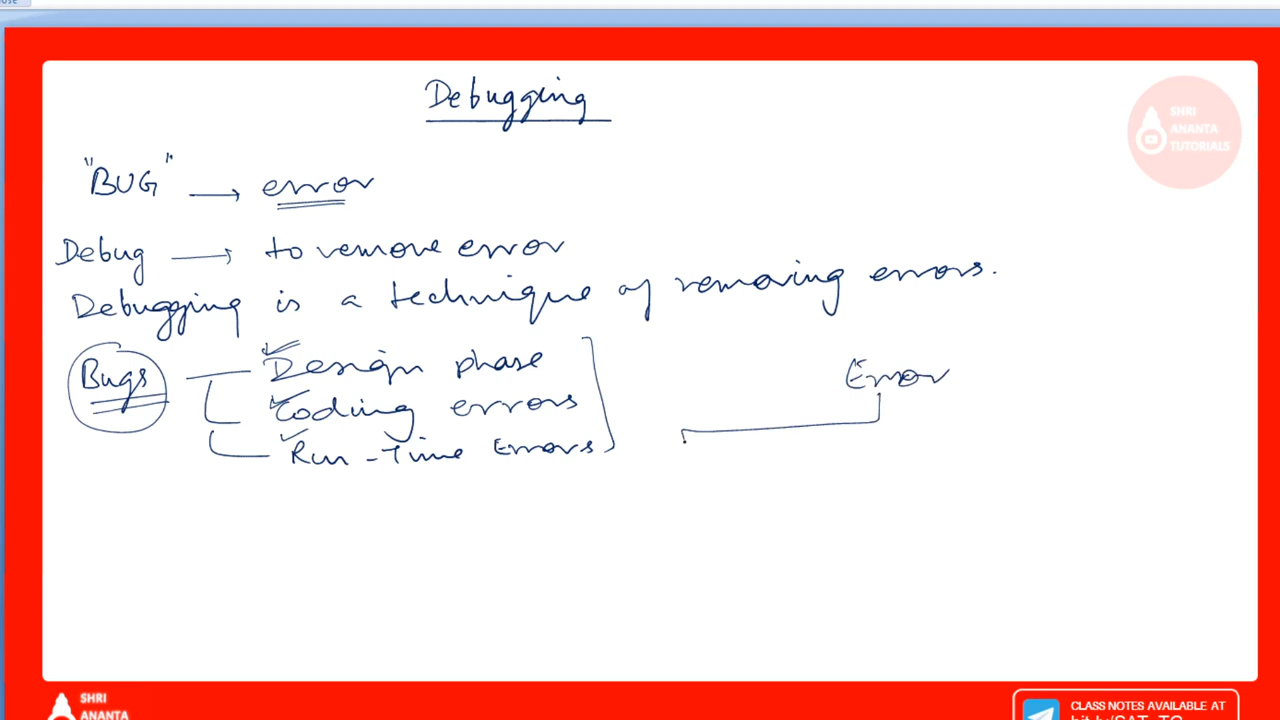 Debugging
SHRI
ANANTA
TUTORIALS
"BUG" → error
Debug → to remove error
Debugging is a technique of removing errors.
Bugs Design phase
Coding errors
Run-Time Errors
Error
SHRI
ANANTA
CLASS NOTES AVAILABLE AT